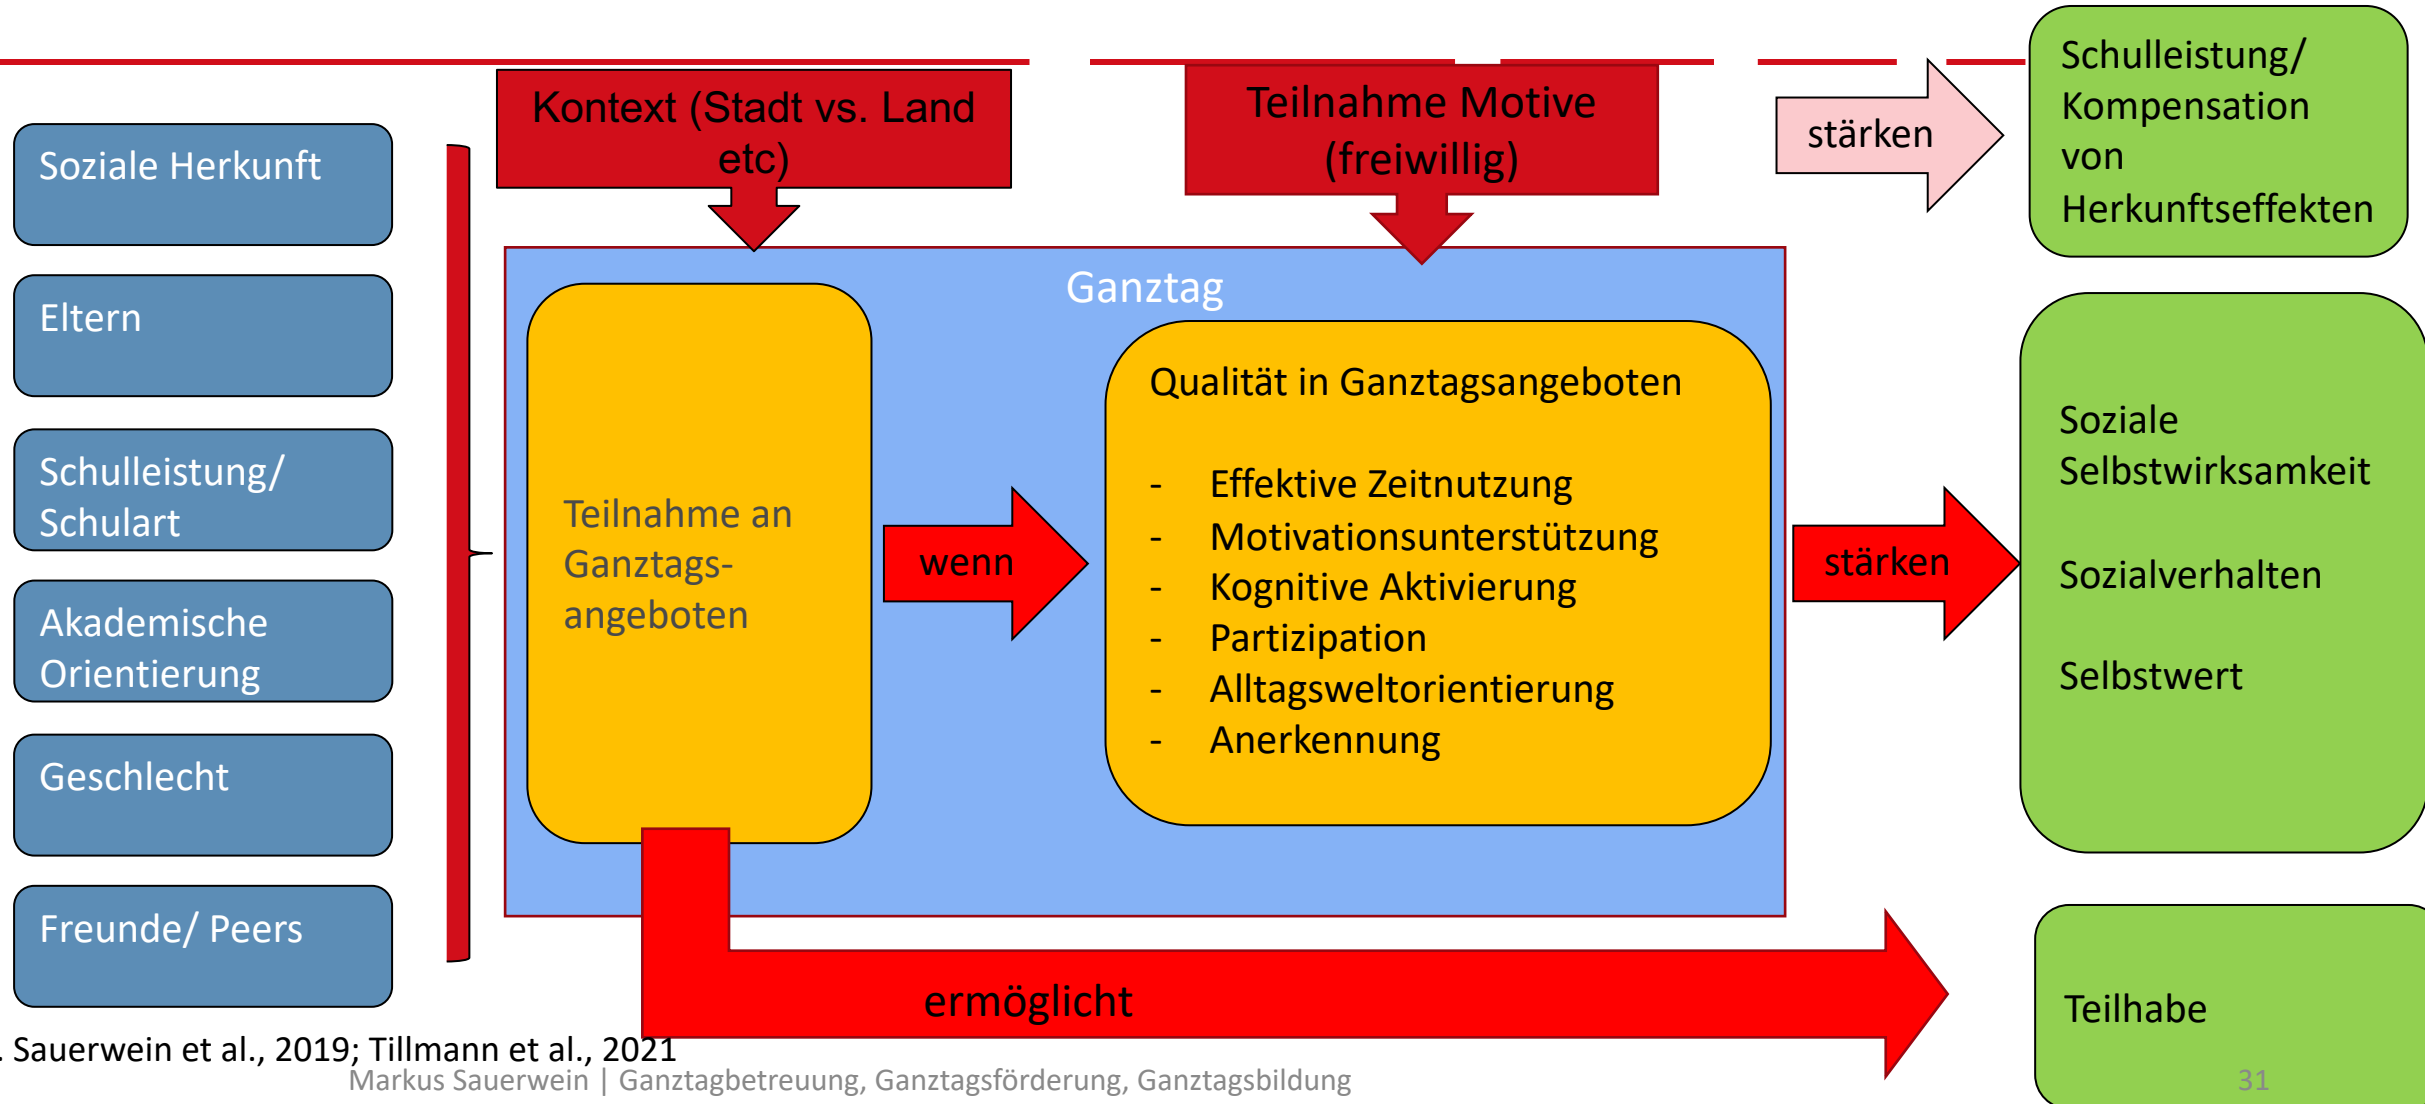 Soziale Herkunft
Eltern
Schulleistung/
Schulart
Akademische
Orientierung
Geschlecht
Freunde/ Peers
Kontext (Stadt vs. Land
etc)
Teilnahme Motive
(freiwillig)
Ganztag
Teilnahme an
Ganztags-
angeboten
wenn
Qualität in Ganztagsangeboten
- Effektive Zeitnutzung
- Motivationsunterstützung
- Kognitive Aktivierung
- Partizipation
- Alltagsweltorientierung
- Anerkennung
stärken
Schulleistung/
Kompensation
von
Herkunftseffekten
stärken
Soziale
Selbstwirksamkeit
Sozialverhalten
Selbstwert
ermöglicht
Teilhabe
. Sauerwein et al., 2019; Tillmann et al., 2021
Markus Sauerwein | Ganztagbetreuung, Ganztagsförderung, Ganztagsbildung
31